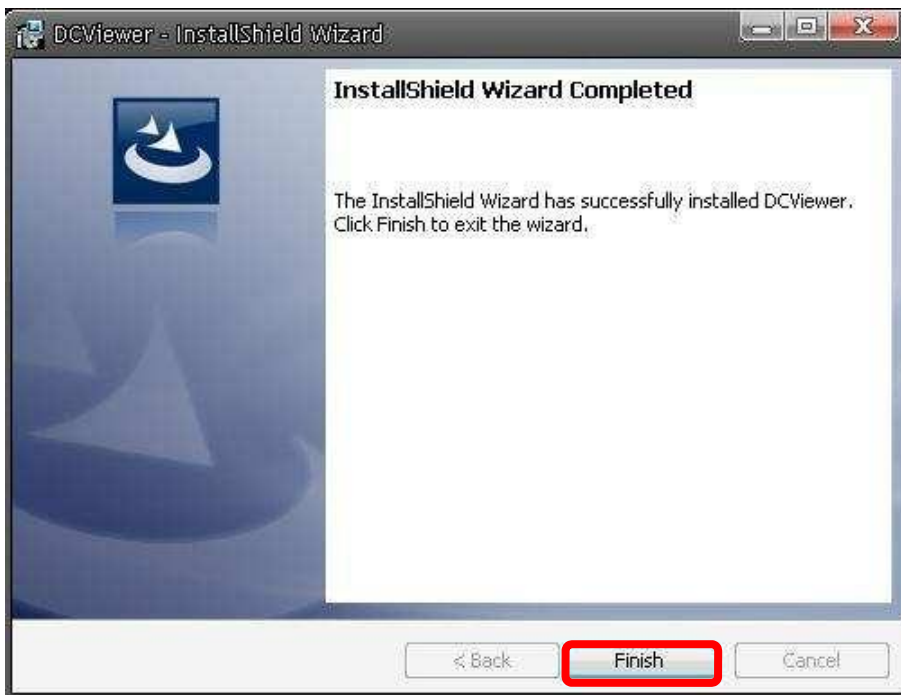 DCViewer - InstallShield Wizard
InstallShield Wizard Completed
The InstallShield Wizard has successfully installed DCViewer.
Click Finish to exit the wizard.
< Back
Finish
Cancel